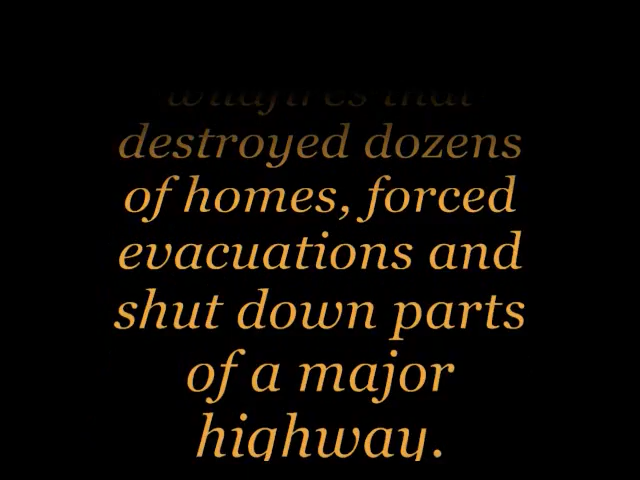 wildfires that
destroyed dozens
of homes, forced
evacuations and
shut down parts
of a major
highway.